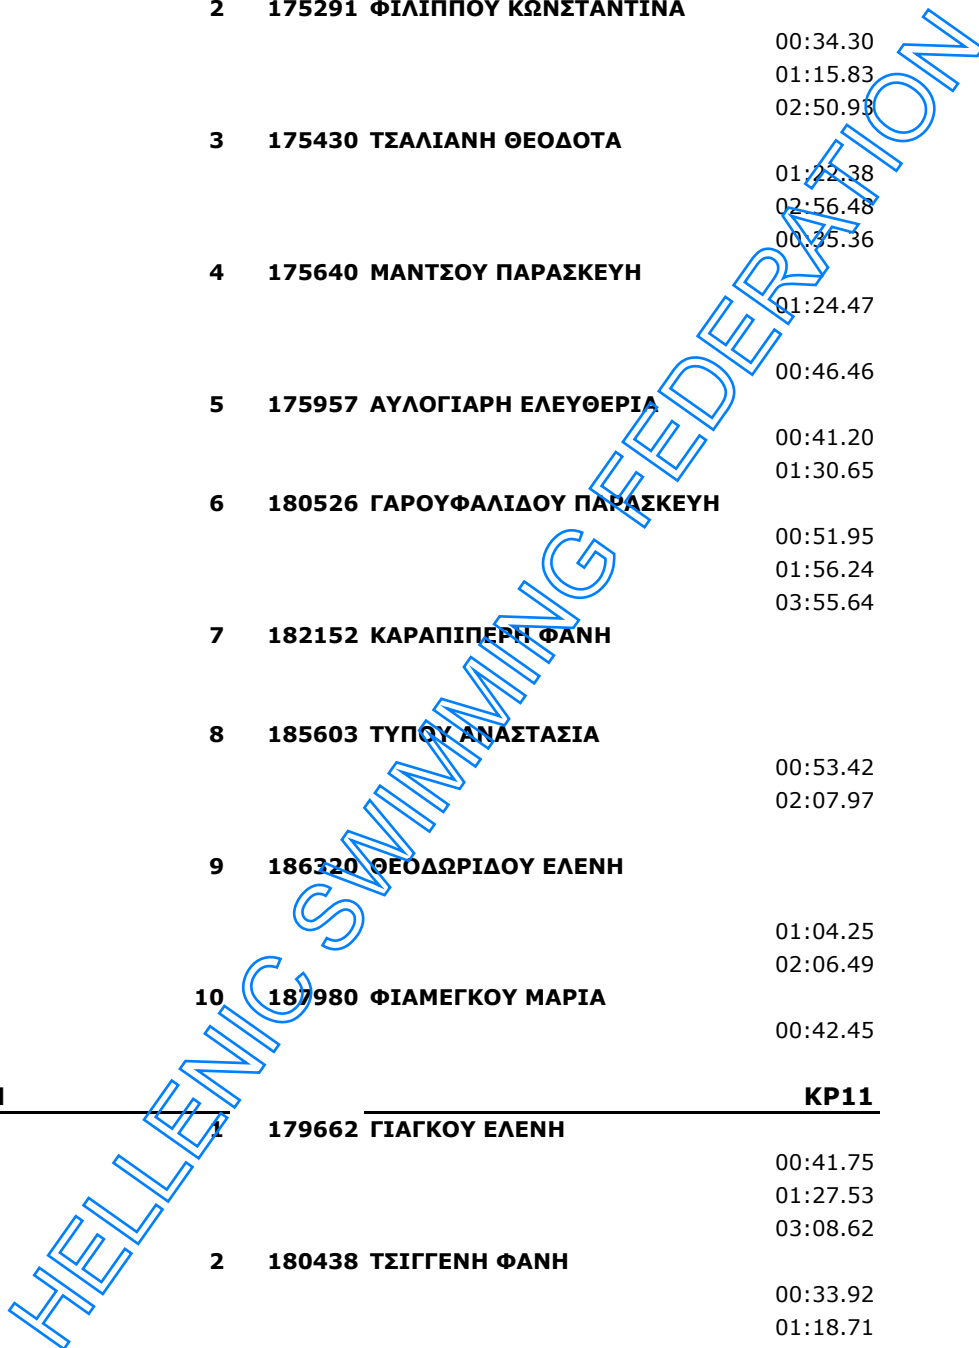 2 175291 ΦΙΛΙΠΠΟΥ ΚΩΝΣΤΑΝΤΙΝΑ
00:34.30
01:15.83
02:50.93
3 175430 ΤΣΑΛΙΑΝΗ ΘΕΟΔΟΤΑ
01:22.38
02:56.48
00:35.36
4 175640 ΜΑΝΤΣΟΥ ΠΑΡΑΣΚΕΥΗ
01:24.47
00:46.46
5 175957 ΑΥΛΟΓΙΑΡΗ ΕΛΕΥΘΕΡΙΑ
00:41.20
01:30.65
6 180526 ΓΑΡΟΥΦΑΛΙΔΟΥ ΠΑΡΑΣΚΕΥΗ
00:51.95
01:56.24
03:55.64
7 182152 ΚΑΡΑΠΙΠΕΡΗ ΦΑΝΗ
8 185603 ΤΥΠΟΥ ΑΝΑΣΤΑΣΙΑ
00:53.42
02:07.97
9 186320 ΘΕΟΔΩΡΙΔΟΥ ΕΛΕΝΗ
01:04.25
02:06.49
10 187980 ΦΙΑΜΕΓΚΟΥ ΜΑΡΙΑ
00:42.45
ΚΡ11
1 179662 ΓΙΑΓΚΟΥ ΕΛΕΝΗ
00:41.75
01:27.53
03:08.62
2 180438 ΤΣΙΓΓΕΝΗ ΦΑΝΗ
00:33.92
01:18.71
HELLENIC SWIMMING FEDERATION